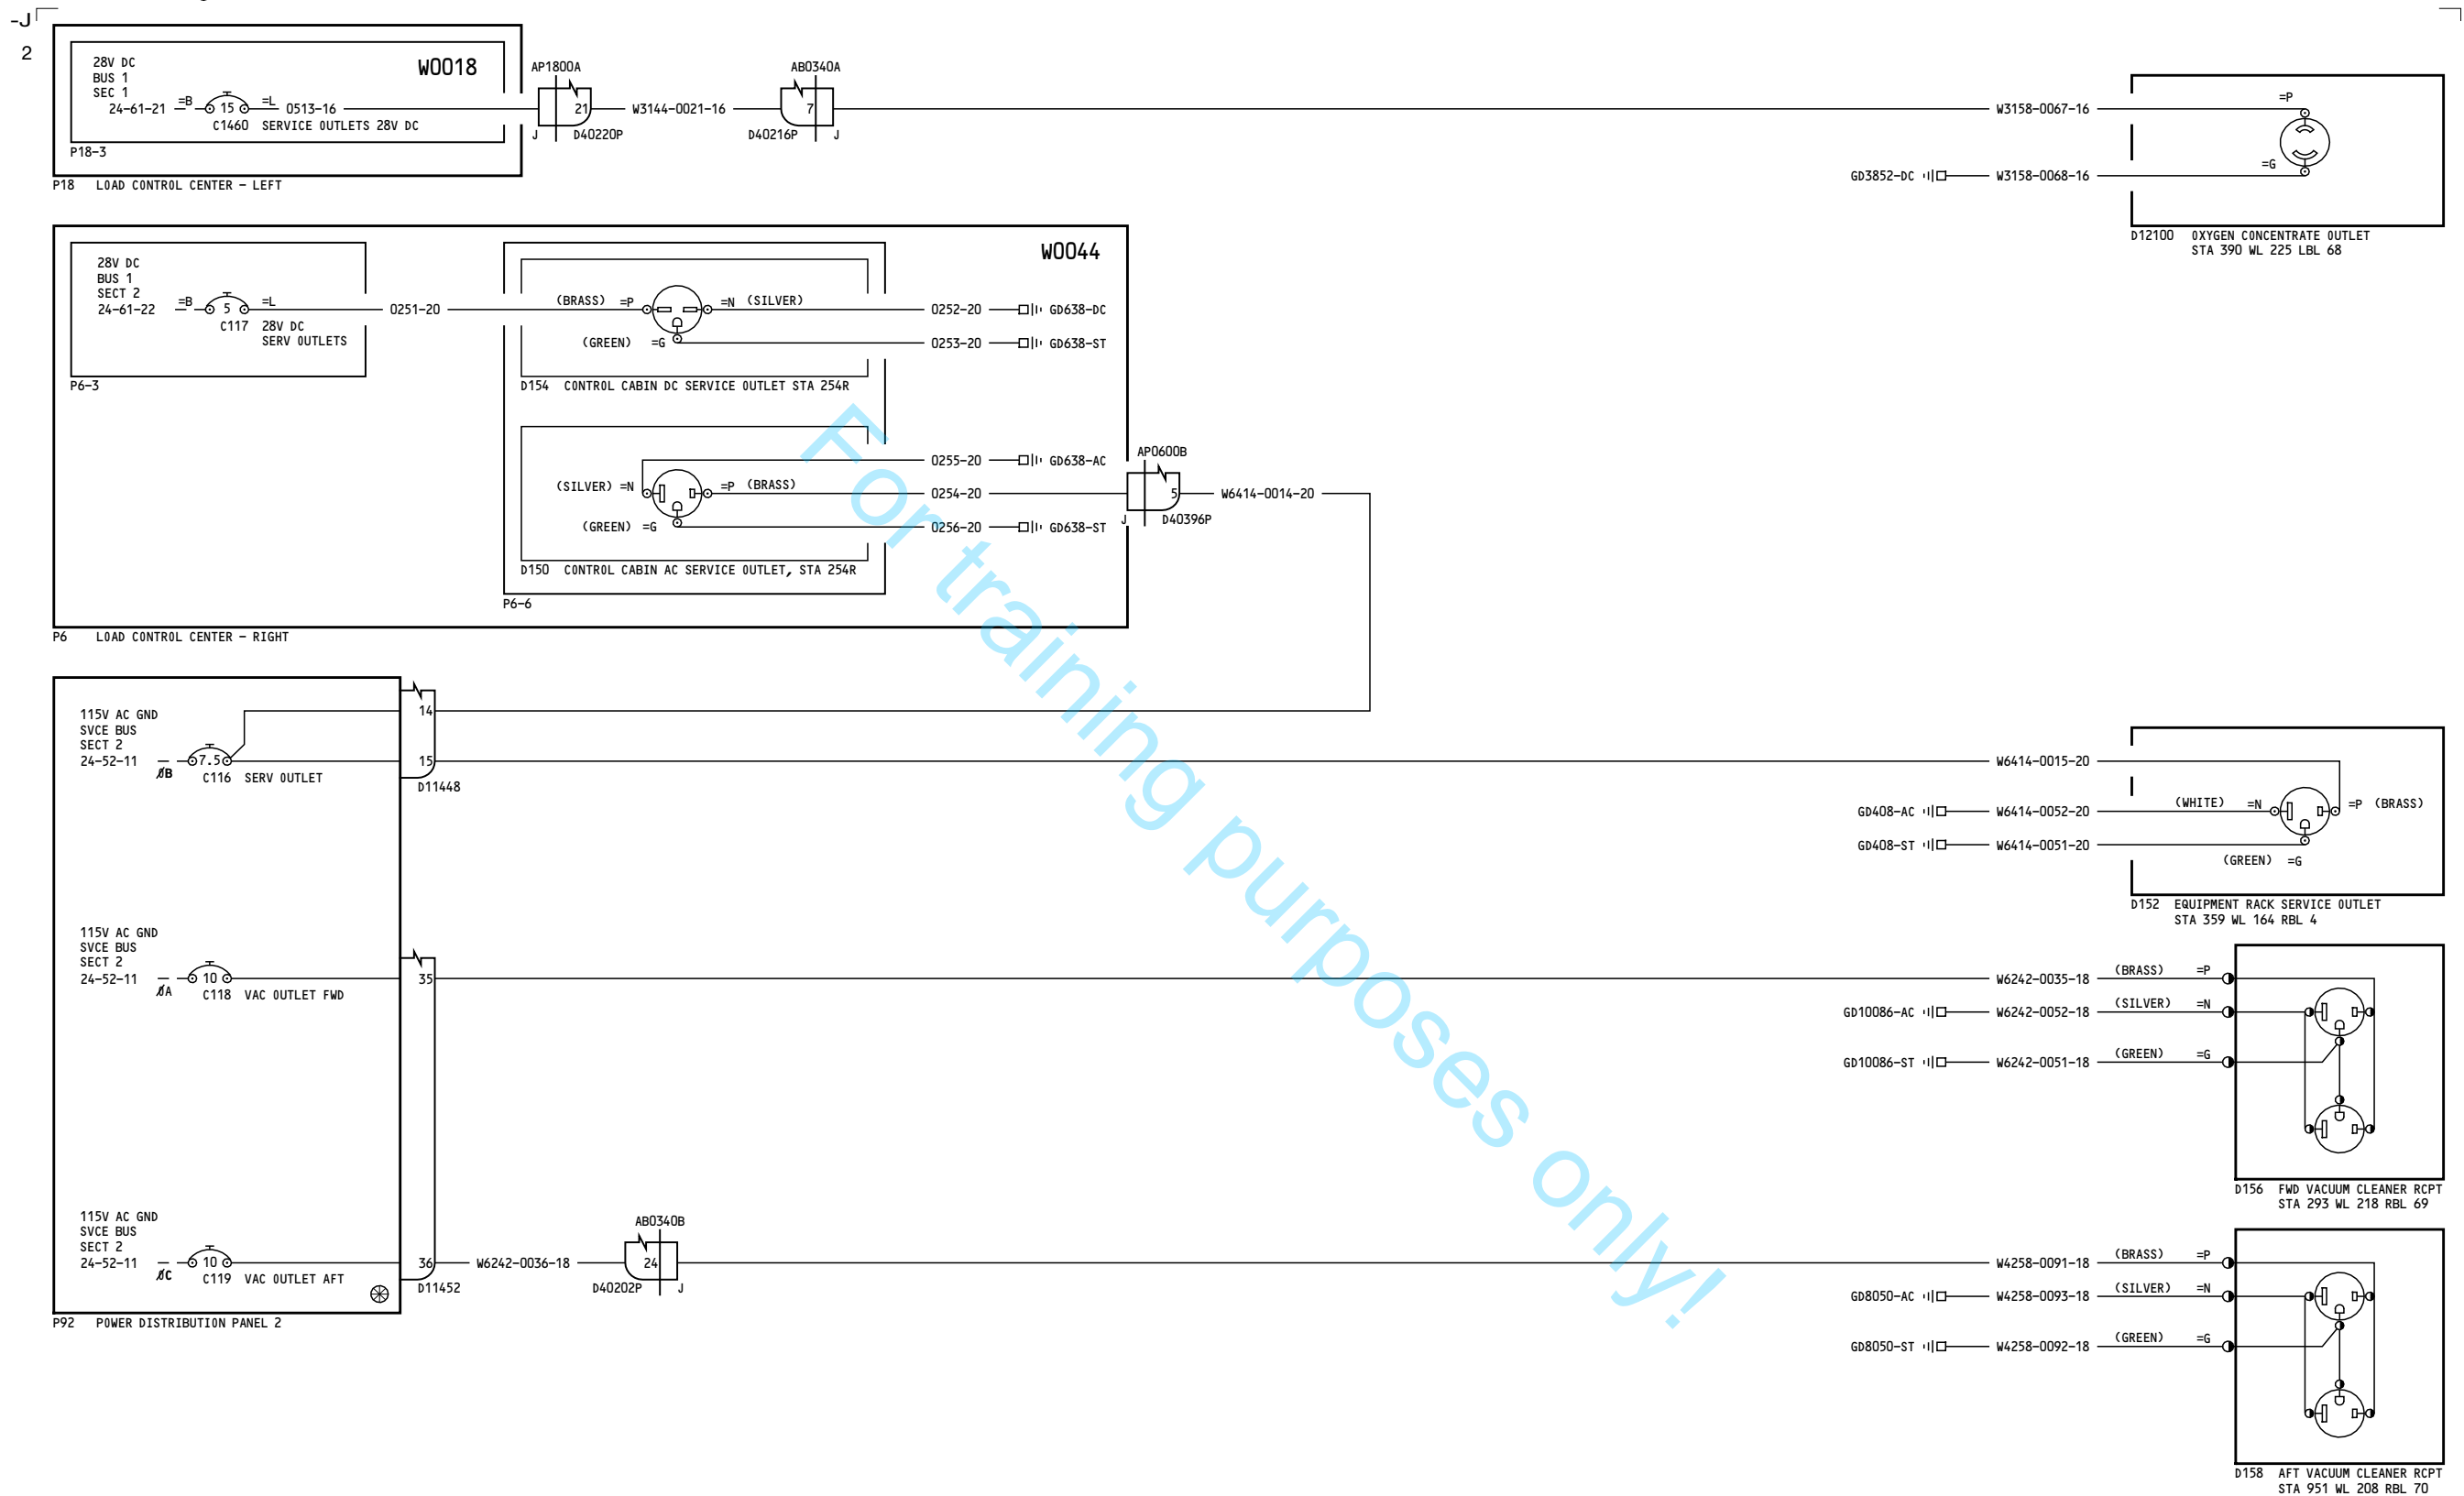 -J
2
28V DC
BUS 1
SEC 1
24-61-21
=B
15
=L
0513-16
C1460 SERVICE OUTLETS 28V DC
W0018
P18-3
P18 LOAD CONTROL CENTER - LEFT
AP1800A
21
J
D40220P
W3144-0021-16
AB0340A
7
D40216P
J
W3158-0067-16
=P
GD3852-DC
W3158-0068-16
=G
D12100 OXYGEN CONCENTRATE OUTLET
STA 390 WL 225 LBL 68
28V DC
BUS 1
SECT 2
24-61-22
=B
5
=L
C117 28V DC
SERV OUTLETS
P6-3
0251-20
W0044
(BRASS) =P
=N (SILVER)
0252-20
GD638-DC
(GREEN) =G
0253-20
GD638-ST
D154 CONTROL CABIN DC SERVICE OUTLET STA 254R
0255-20
GD638-AC
(SILVER) =N
=P (BRASS)
0254-20
(GREEN) =G
0256-20
GD638-ST
D150 CONTROL CABIN AC SERVICE OUTLET, STA 254R
P6-6
P6 LOAD CONTROL CENTER - RIGHT
AP0600B
5
J
D40396P
W6414-0014-20
115V AC GND
SVCE BUS
SECT 2
24-52-11
ØB
7.5
C116 SERV OUTLET
14
15
D11448
W6414-0015-20
GD408-AC
W6414-0052-20
(WHITE) =N
=P (BRASS)
GD408-ST
W6414-0051-20
(GREEN) =G
D152 EQUIPMENT RACK SERVICE OUTLET
STA 359 WL 164 RBL 4
115V AC GND
SVCE BUS
SECT 2
24-52-11
ØA
10
C118 VAC OUTLET FWD
35
W6242-0035-18
(BRASS) =P
GD10086-AC
W6242-0052-18
(SILVER) =N
GD10086-ST
W6242-0051-18
(GREEN) =G
D156 FWD VACUUM CLEANER RCPT
STA 293 WL 218 RBL 69
115V AC GND
SVCE BUS
SECT 2
24-52-11
ØC
10
C119 VAC OUTLET AFT
36
D11452
P92 POWER DISTRIBUTION PANEL 2
W6242-0036-18
AB0340B
24
D40202P
J
W4258-0091-18
(BRASS) =P
GD8050-AC
W4258-0093-18
(SILVER) =N
GD8050-ST
W4258-0092-18
(GREEN) =G
D158 AFT VACUUM CLEANER RCPT
STA 951 WL 208 RBL 70
For training purposes only!